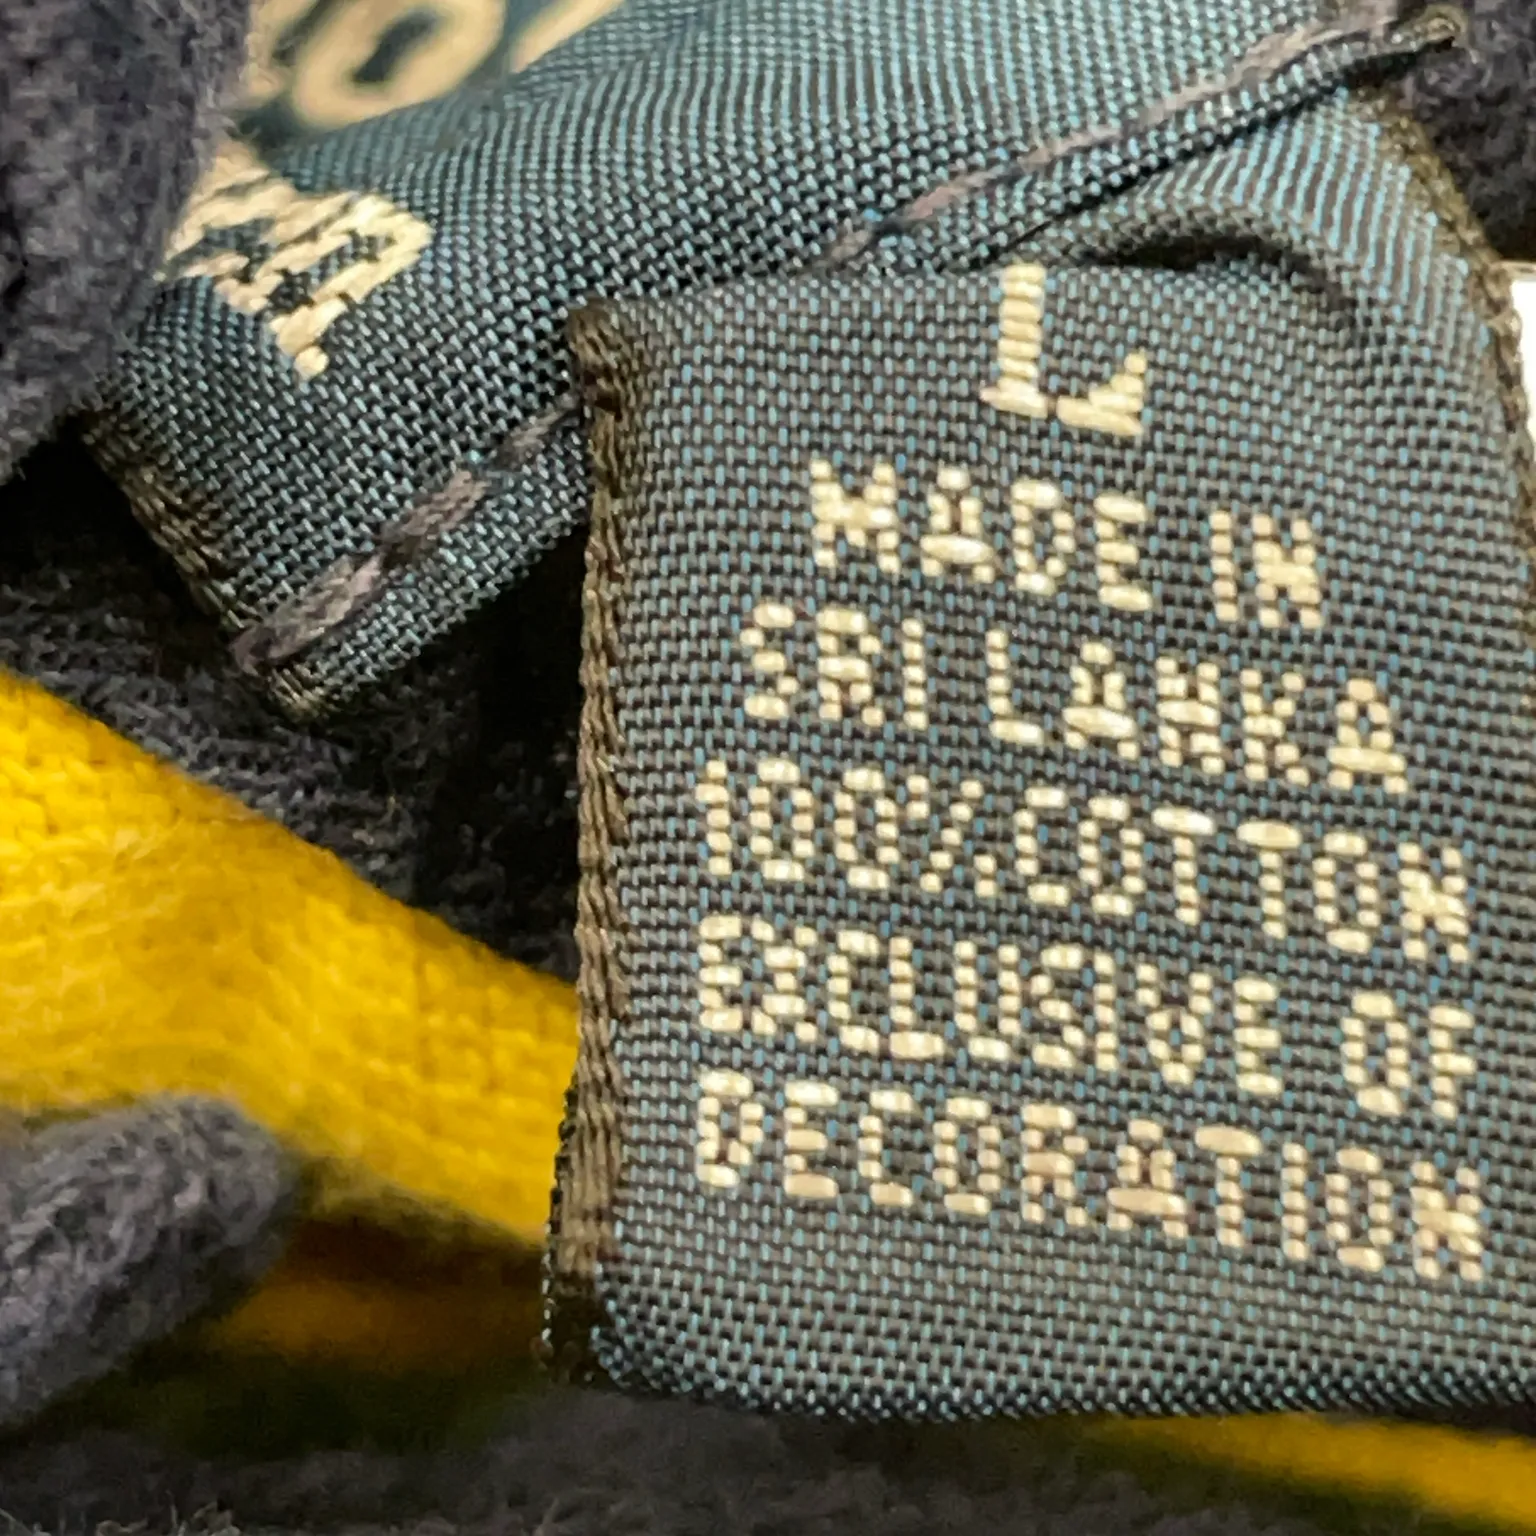 L
MADE IN
SRI LANKA
100%COTTON
EXCLUSIVE OF
DECORATION